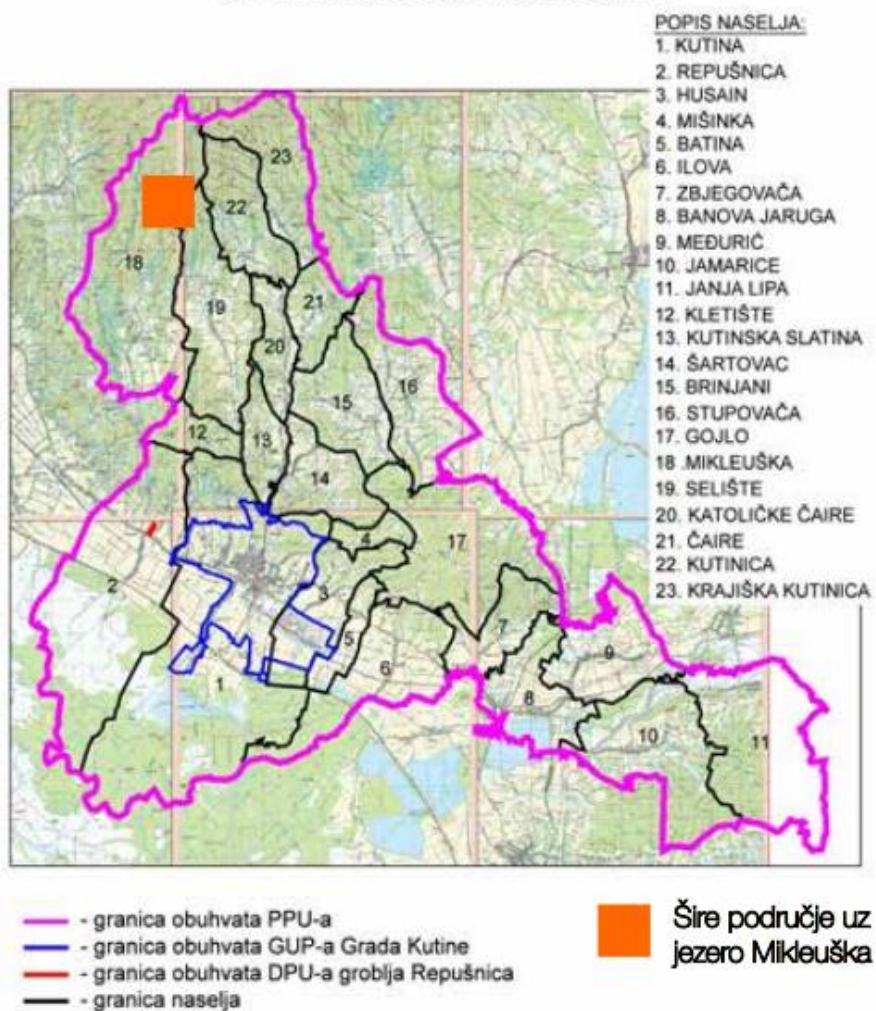 POPIS NASELJA:
1. KUTINA
2. REPUŠNICA
3. HUSAIN
4. MIŠINKA
5. BATINA
6. ILOVA
7. ZBJEGOVAČA
8. BANOVA JARUGA
9. MEĐURIĆ
10. JAMARICE
11. JANJA LIPA
12. KLETIŠTE
13. KUTINSKA SLATINA
14. ŠARTOVAC
15. BRINJANI
16. STUPOVAČA
17. GOJLO
18. MIKLEUŠKA
19. SELIŠTE
20. KATOLIČKE ČAIRE
21. ČAIRE
22. KUTINICA
23. KRAJIŠKA KUTINICA
23
22
18
19
21
20
16
15
12
13
14
4
17
2
3
7
5
6
9
1
8
10
11
- granica obuhvata PPU-a
- granica obuhvata GUP-a Grada Kutine
- granica obuhvata DPU-a groblja Repušnica
- granica naselja
Šire područje uz
jezero Mikleuška